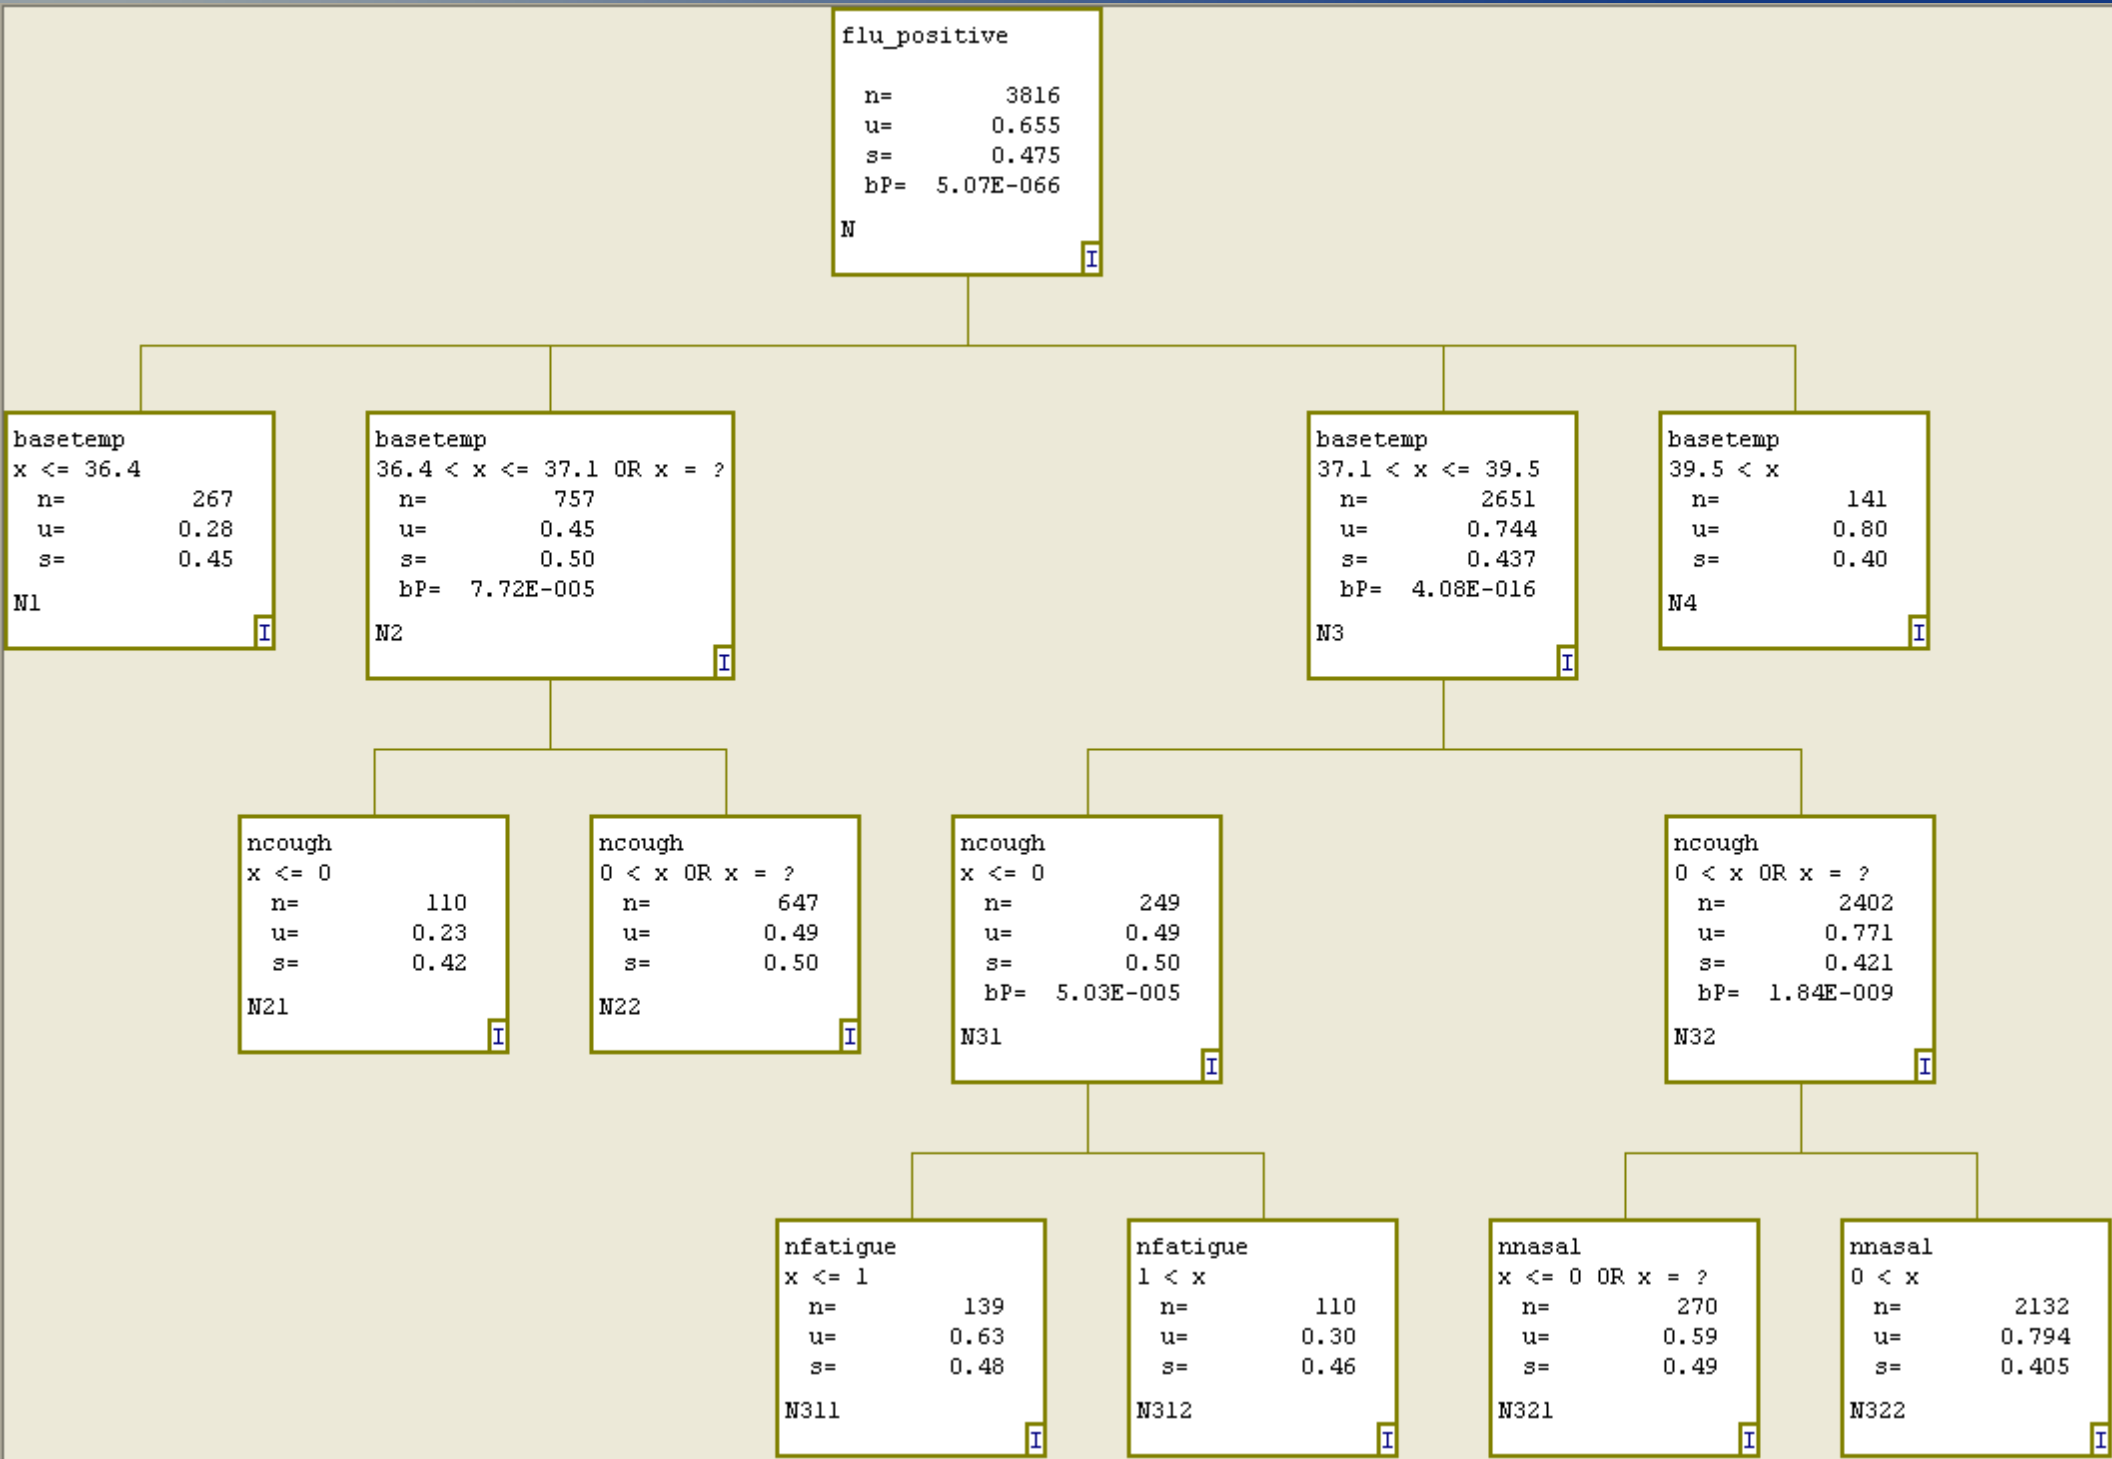 flu_positive
n= 3816
u= 0.655
s= 0.475
bP= 5.07E-066
N
I
basetemp
x <= 36.4
n= 267
u= 0.28
s= 0.45
N1
I
basetemp
36.4 < x <= 37.1 OR x = ?
n= 757
u= 0.45
s= 0.50
bP= 7.72E-005
N2
I
basetemp
37.1 < x <= 39.5
n= 2651
u= 0.744
s= 0.437
bP= 4.08E-016
N3
I
basetemp
39.5 < x
n= 141
u= 0.80
s= 0.40
N4
I
ncough
x <= 0
n= 110
u= 0.23
s= 0.42
N21
I
ncough
0 < x OR x = ?
n= 647
u= 0.49
s= 0.50
N22
I
ncough
x <= 0
n= 249
u= 0.49
s= 0.50
bP= 5.03E-005
N31
I
ncough
0 < x OR x = ?
n= 2402
u= 0.771
s= 0.421
bP= 1.84E-009
N32
I
nfatigue
x <= 1
n= 139
u= 0.63
s= 0.48
N311
I
nfatigue
1 < x
n= 110
u= 0.30
s= 0.46
N312
I
nnasal
x <= 0 OR x = ?
n= 270
u= 0.59
s= 0.49
N321
I
nnasal
0 < x
n= 2132
u= 0.794
s= 0.405
N322
I